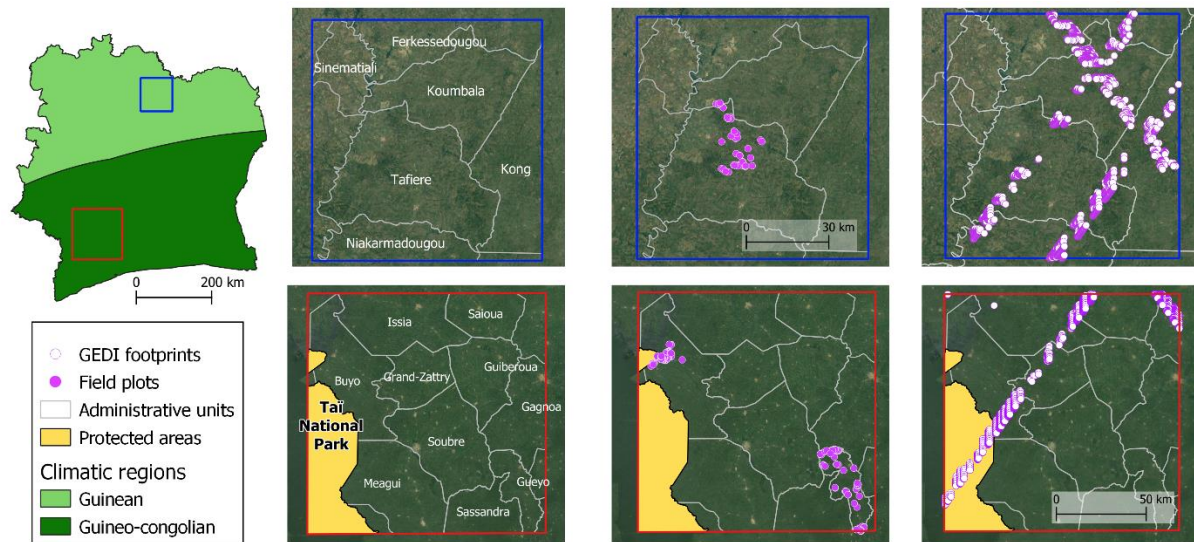 Ferkessedougou
Sinematiali
Koumbala
Kong
Tafiere
Niakarmadougou
0 30 km
0 200 km
GEDI footprints
Field plots
Administrative units
Protected areas
Climatic regions
Guinean
Guineo-congolian
Issia
Saioua
Buyo
Grand-Zattry
Guiberoua
Gagnoa
Taï
National
Park
Soubre
Meagui
Gueyo
Sassandra
0 50 km